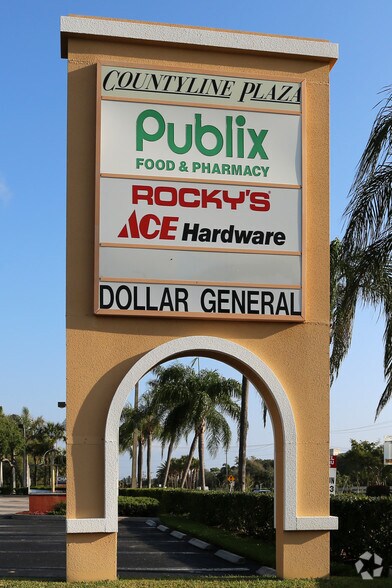 COUNTYLINE PLAZA
Publix
FOOD & PHARMACY
ROCKY'S
ACE Hardware
DOLLAR GENERAL